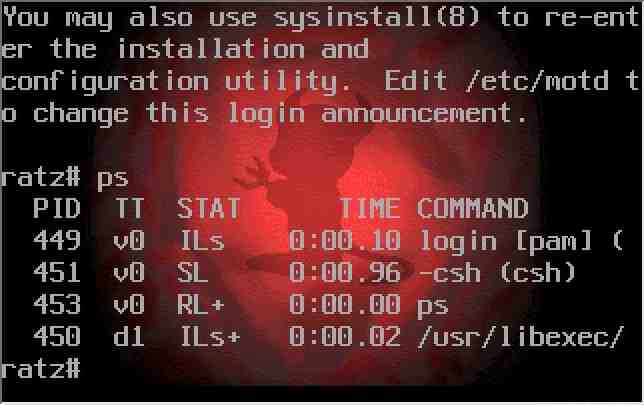 You may also use sysinstall(8) to re-ent
er the installation and
configuration utility.  Edit /etc/motd t
o change this login announcement.

ratz# ps
  PID  TT  STAT      TIME COMMAND
  449  v0  ILs    0:00.10 login [pam] (
  451  v0  SL     0:00.96 -csh (csh)
  453  v0  RL+    0:00.00 ps
  450  d1  ILs+   0:00.02 /usr/libexec/
ratz#